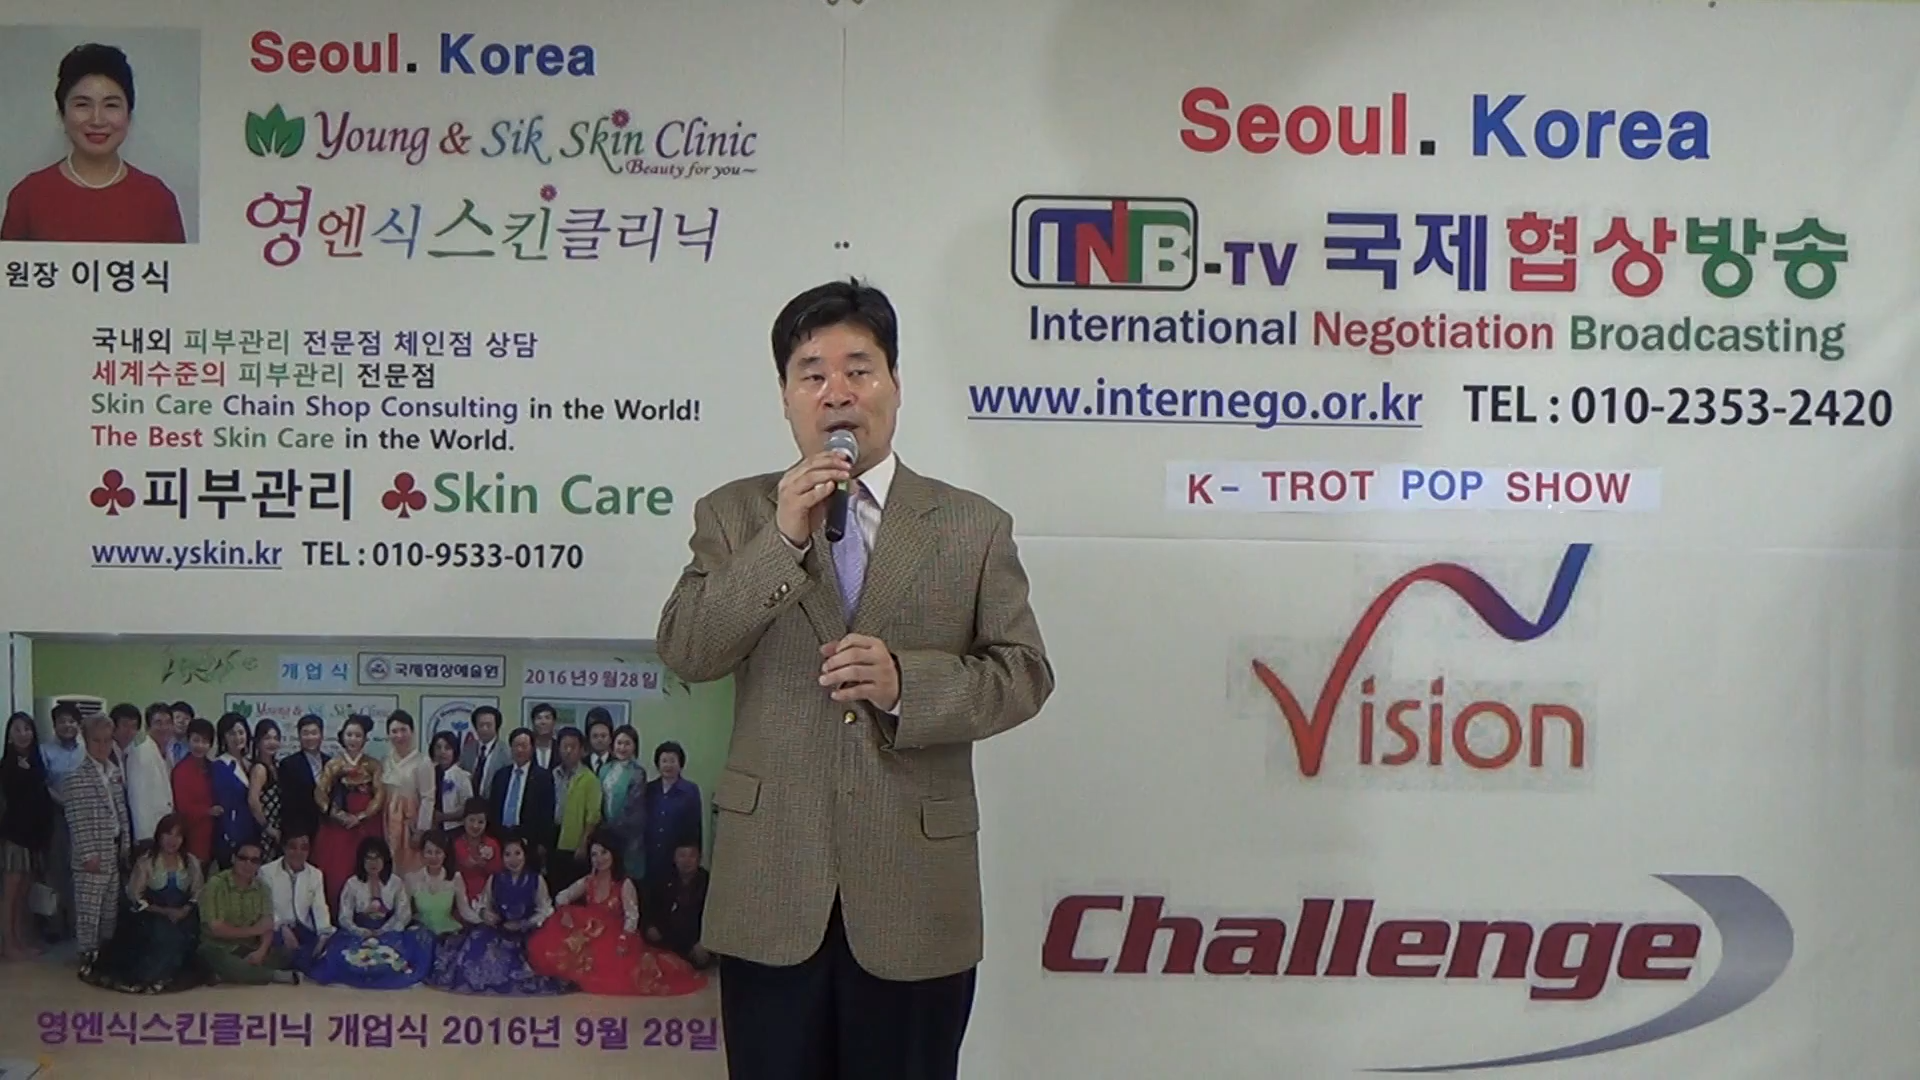 Seoul. Korea
Young & Sik Skin Clinic
Beauty for you~
영엔식스킨클리닉
원장 이영식
국내외 피부관리 전문점 체인점 상담
세계수준의 피부관리 전문점
Skin Care Chain Shop Consulting in the World!
The Best Skin Care in the World.
♣피부관리 ♣Skin Care
www.yskin.kr TEL : 010-9533-0170
개업식 국제협상예술원 2016년9월28일
Young & Sik Skin Clinic
영엔식스킨클리닉 개업식 2016년 9월 28일
Seoul. Korea
INB-TV 국제협상방송
International Negotiation Broadcasting
www.internego.or.kr TEL : 010-2353-2420
K- TROT POP SHOW
Vision
Challenge